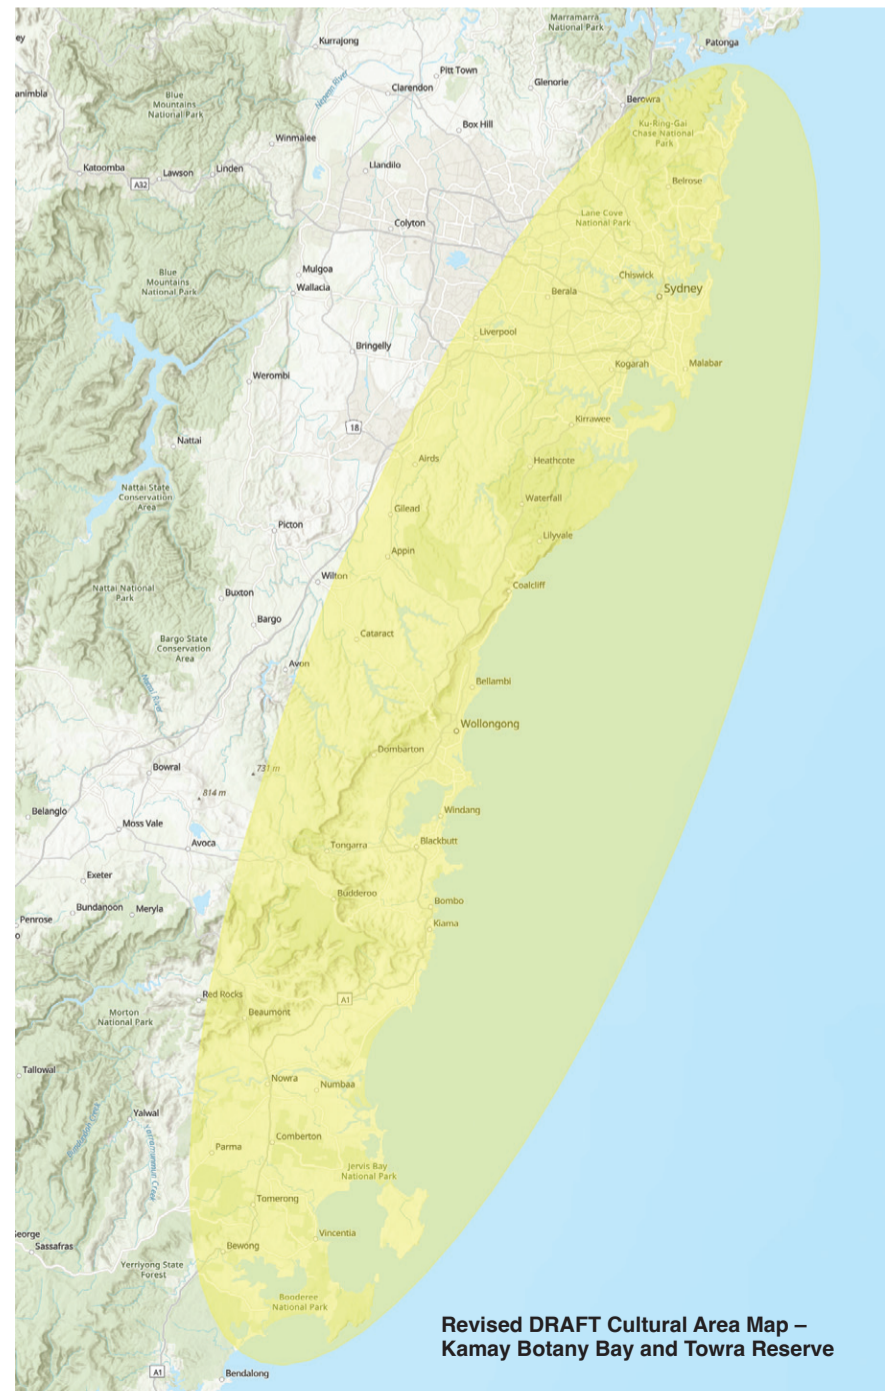 Marramarra
National Park
Kurrajong
Patonga
ey
Pitt Town
Nepean River
Clarendon
Glenorie
animbla
Blue
Mountains
National Park
Berowra
Box Hill
Ku-Ring-Gai
Chase National
Park
Winmalee
Katoomba
Lawson
Linden
Llandilo
A32
Belrose
Lane Cove
National Park
Colyton
Mulgoa
Blue
Mountains
National Park
Wallacia
Chiswick
Berala
Sydney
Liverpool
Bringelly
Kogarah
Malabar
Werombi
Kirrawee
18
Nattai
Airds
Heathcote
Nattai State
Conservation
Area
Waterfall
Gilead
Picton
Lilyvale
Appin
Wilton
Coalcliff
Nattai National
Park
Buxton
Bargo
Cataract
Bargo State
Conservation
Area
Avon
Bellambi
Wollongong
Dombarton
Bowral
731 m
814 m
Belanglo
Windang
Moss Vale
Avoca
Tongarra
Blackbutt
Exeter
Budderoo
Bundanoon
Meryla
Bombo
Penrose
Kiama
o
Red Rocks
A1
Morton
National Park
Beaumont
Tallowal
Nowra
Numbaa
Yalwal
Comberton
Parma
Jervis Bay
National Park
Tomerong
eorge
Sassafras
Vincentia
Bewong
Yerriyong State
Forest
Booderee
National Park
Revised DRAFT Cultural Area Map –
Kamay Botany Bay and Towra Reserve
A1
Bendalong